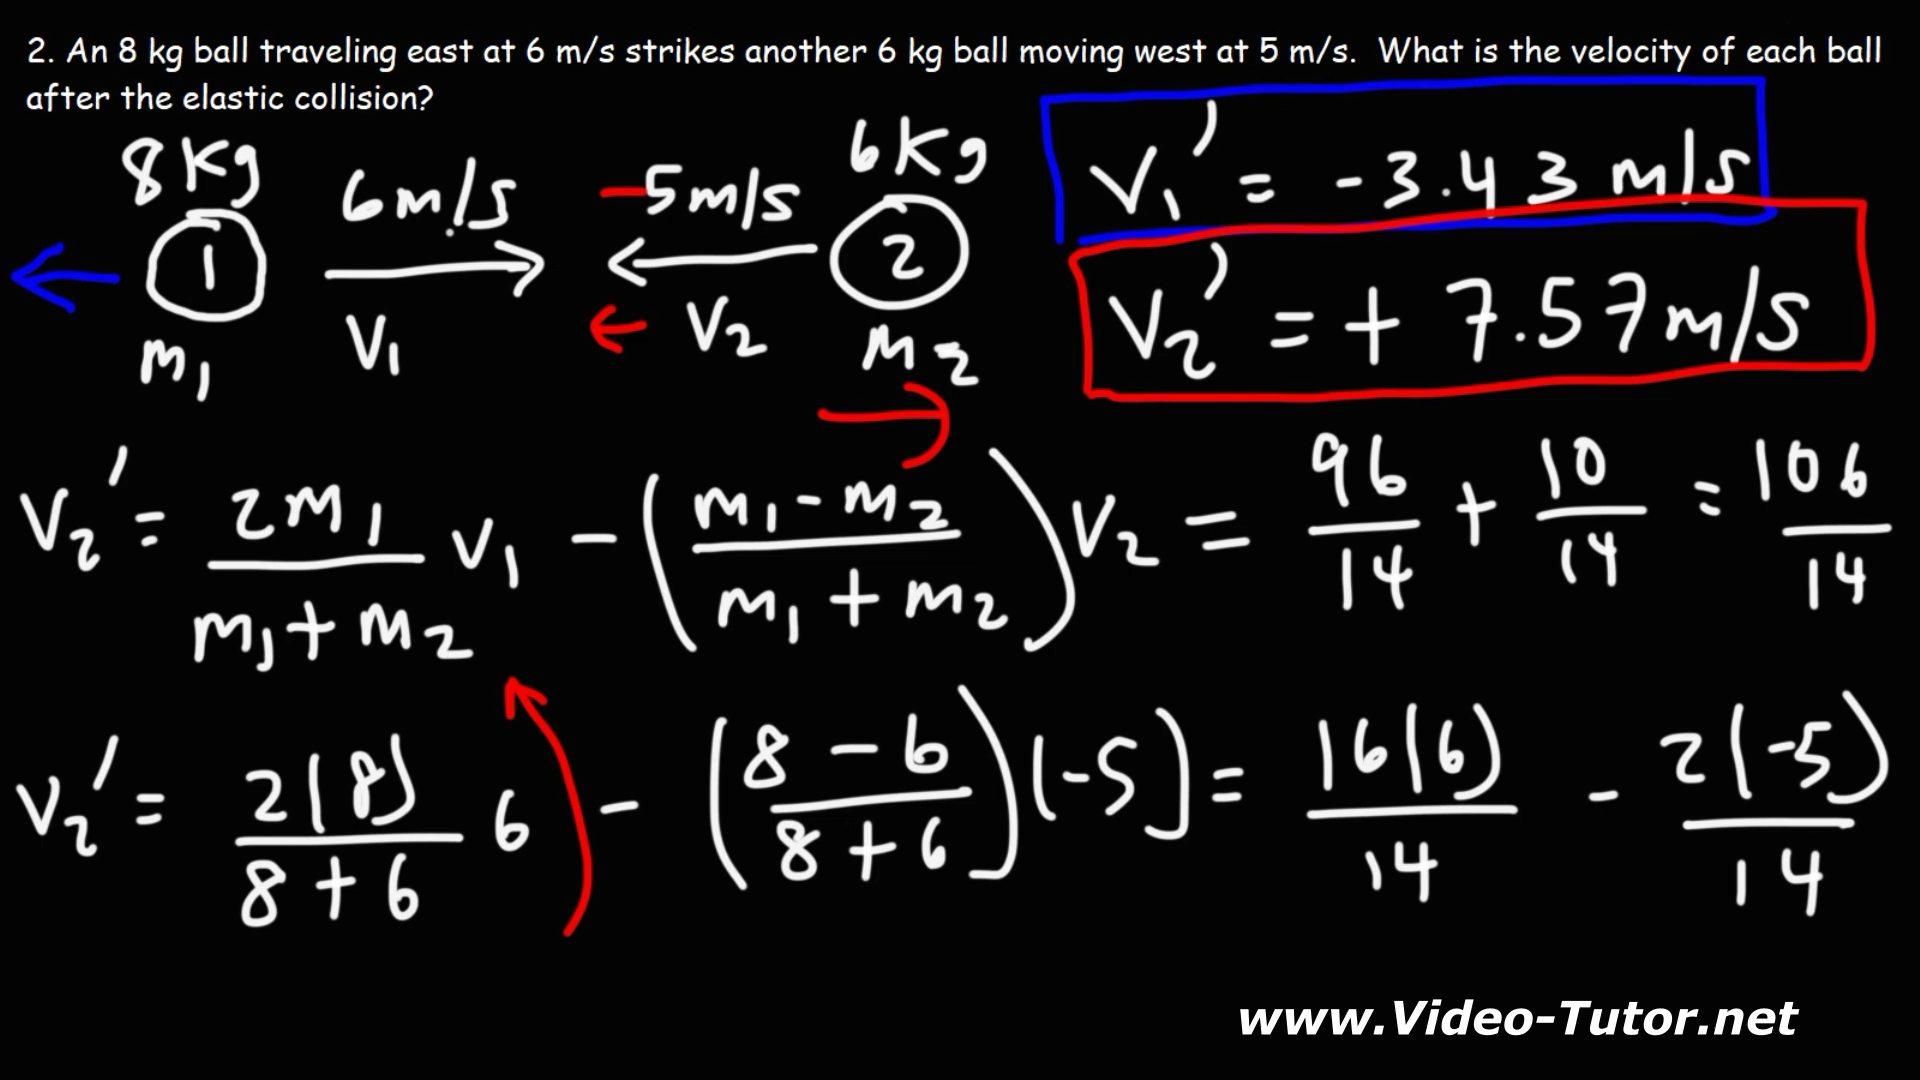 2. An 8 kg ball traveling east at 6 m/s strikes another 6 kg ball moving west at 5 m/s. What is the velocity of each ball
after the elastic collision?
8Kg 6m/s -5m/s 6Kg
1 2
m₁ V₁ V₂ m₂
V₁' = -3.43 m/s
V₂' = + 7.57 m/s
V₂' = 2m₁/(m₁+m₂) V₁ - ((m₁-m₂)/(m₁+m₂)) V₂ = 96/14 + 10/14 = 106/14
V₂' = 2(8)/(8+6) 6 - ((8-6)/(8+6)) (-5) = 16(6)/14 - 2(-5)/14
www.Video-Tutor.net